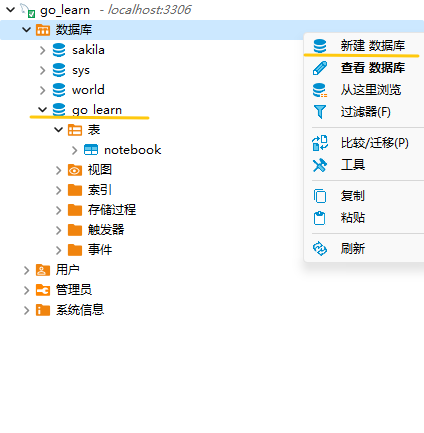 go_learn - localhost:3306
数据库
sakila
sys
world
go_learn
表
notebook
视图
索引
存储过程
触发器
事件
用户
管理员
系统信息
新建 数据库
查看 数据库
从这里浏览
过滤器(F)
比较/迁移(P)
工具
复制
粘贴
刷新